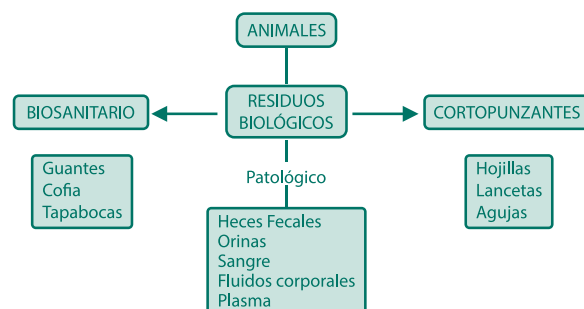 ANIMALES
BIOSANITARIO
RESIDUOS
BIOLÓGICOS
CORTOPUNZANTES
Guantes
Cofia
Tapabocas
Patológico
Hojillas
Lancetas
Agujas
Heces Fecales
Orinas
Sangre
Fluidos corporales
Plasma